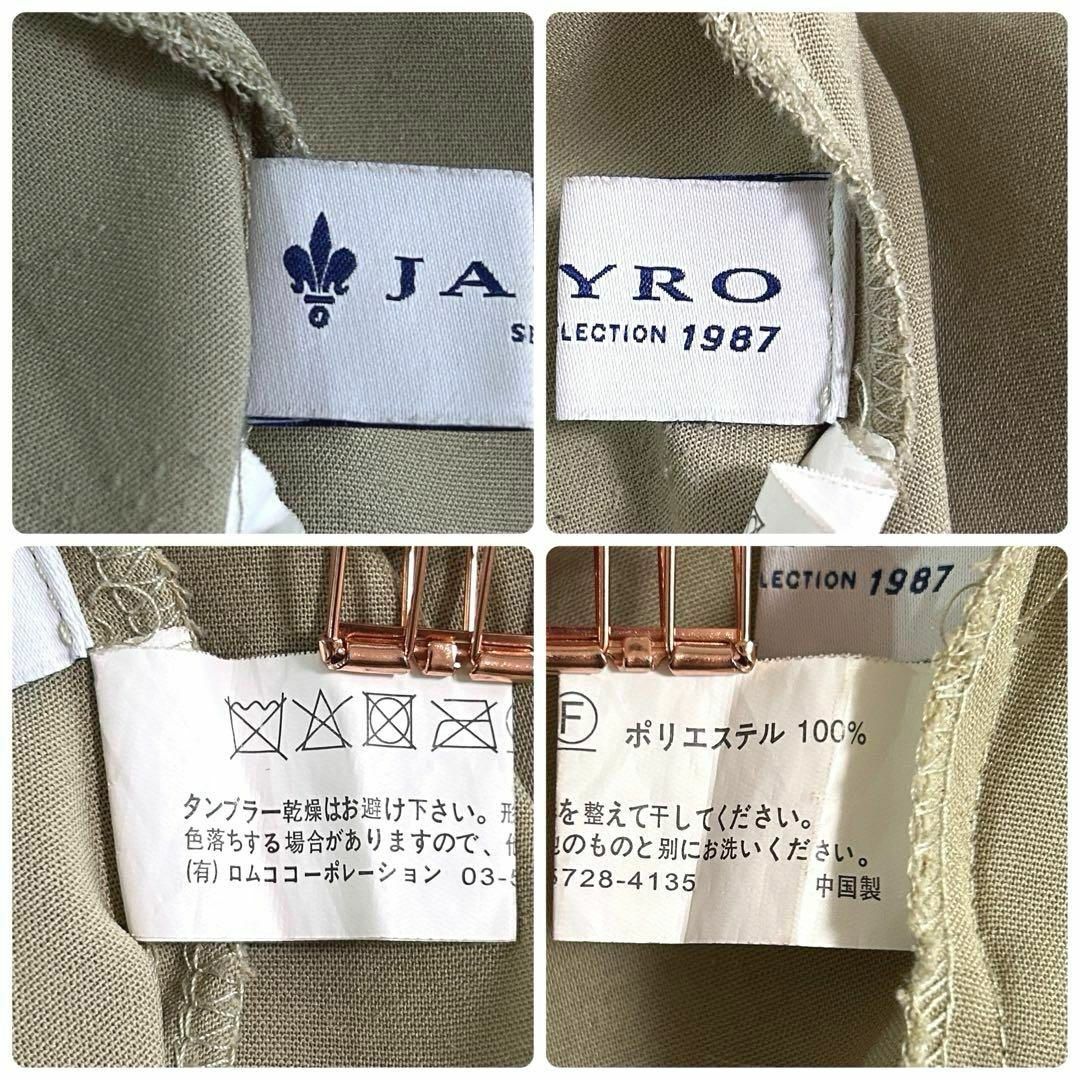 JA
SE
YRO
LECTION 1987
LECTION 1987
タンブラー乾燥はお避け下さい。形
色落ちする場合がありますので、他
(有) ロムココーポレーション 03-5
F ポリエステル 100%
を整えて干してください。
他のものと別にお洗いください。
5728-4135 中国製